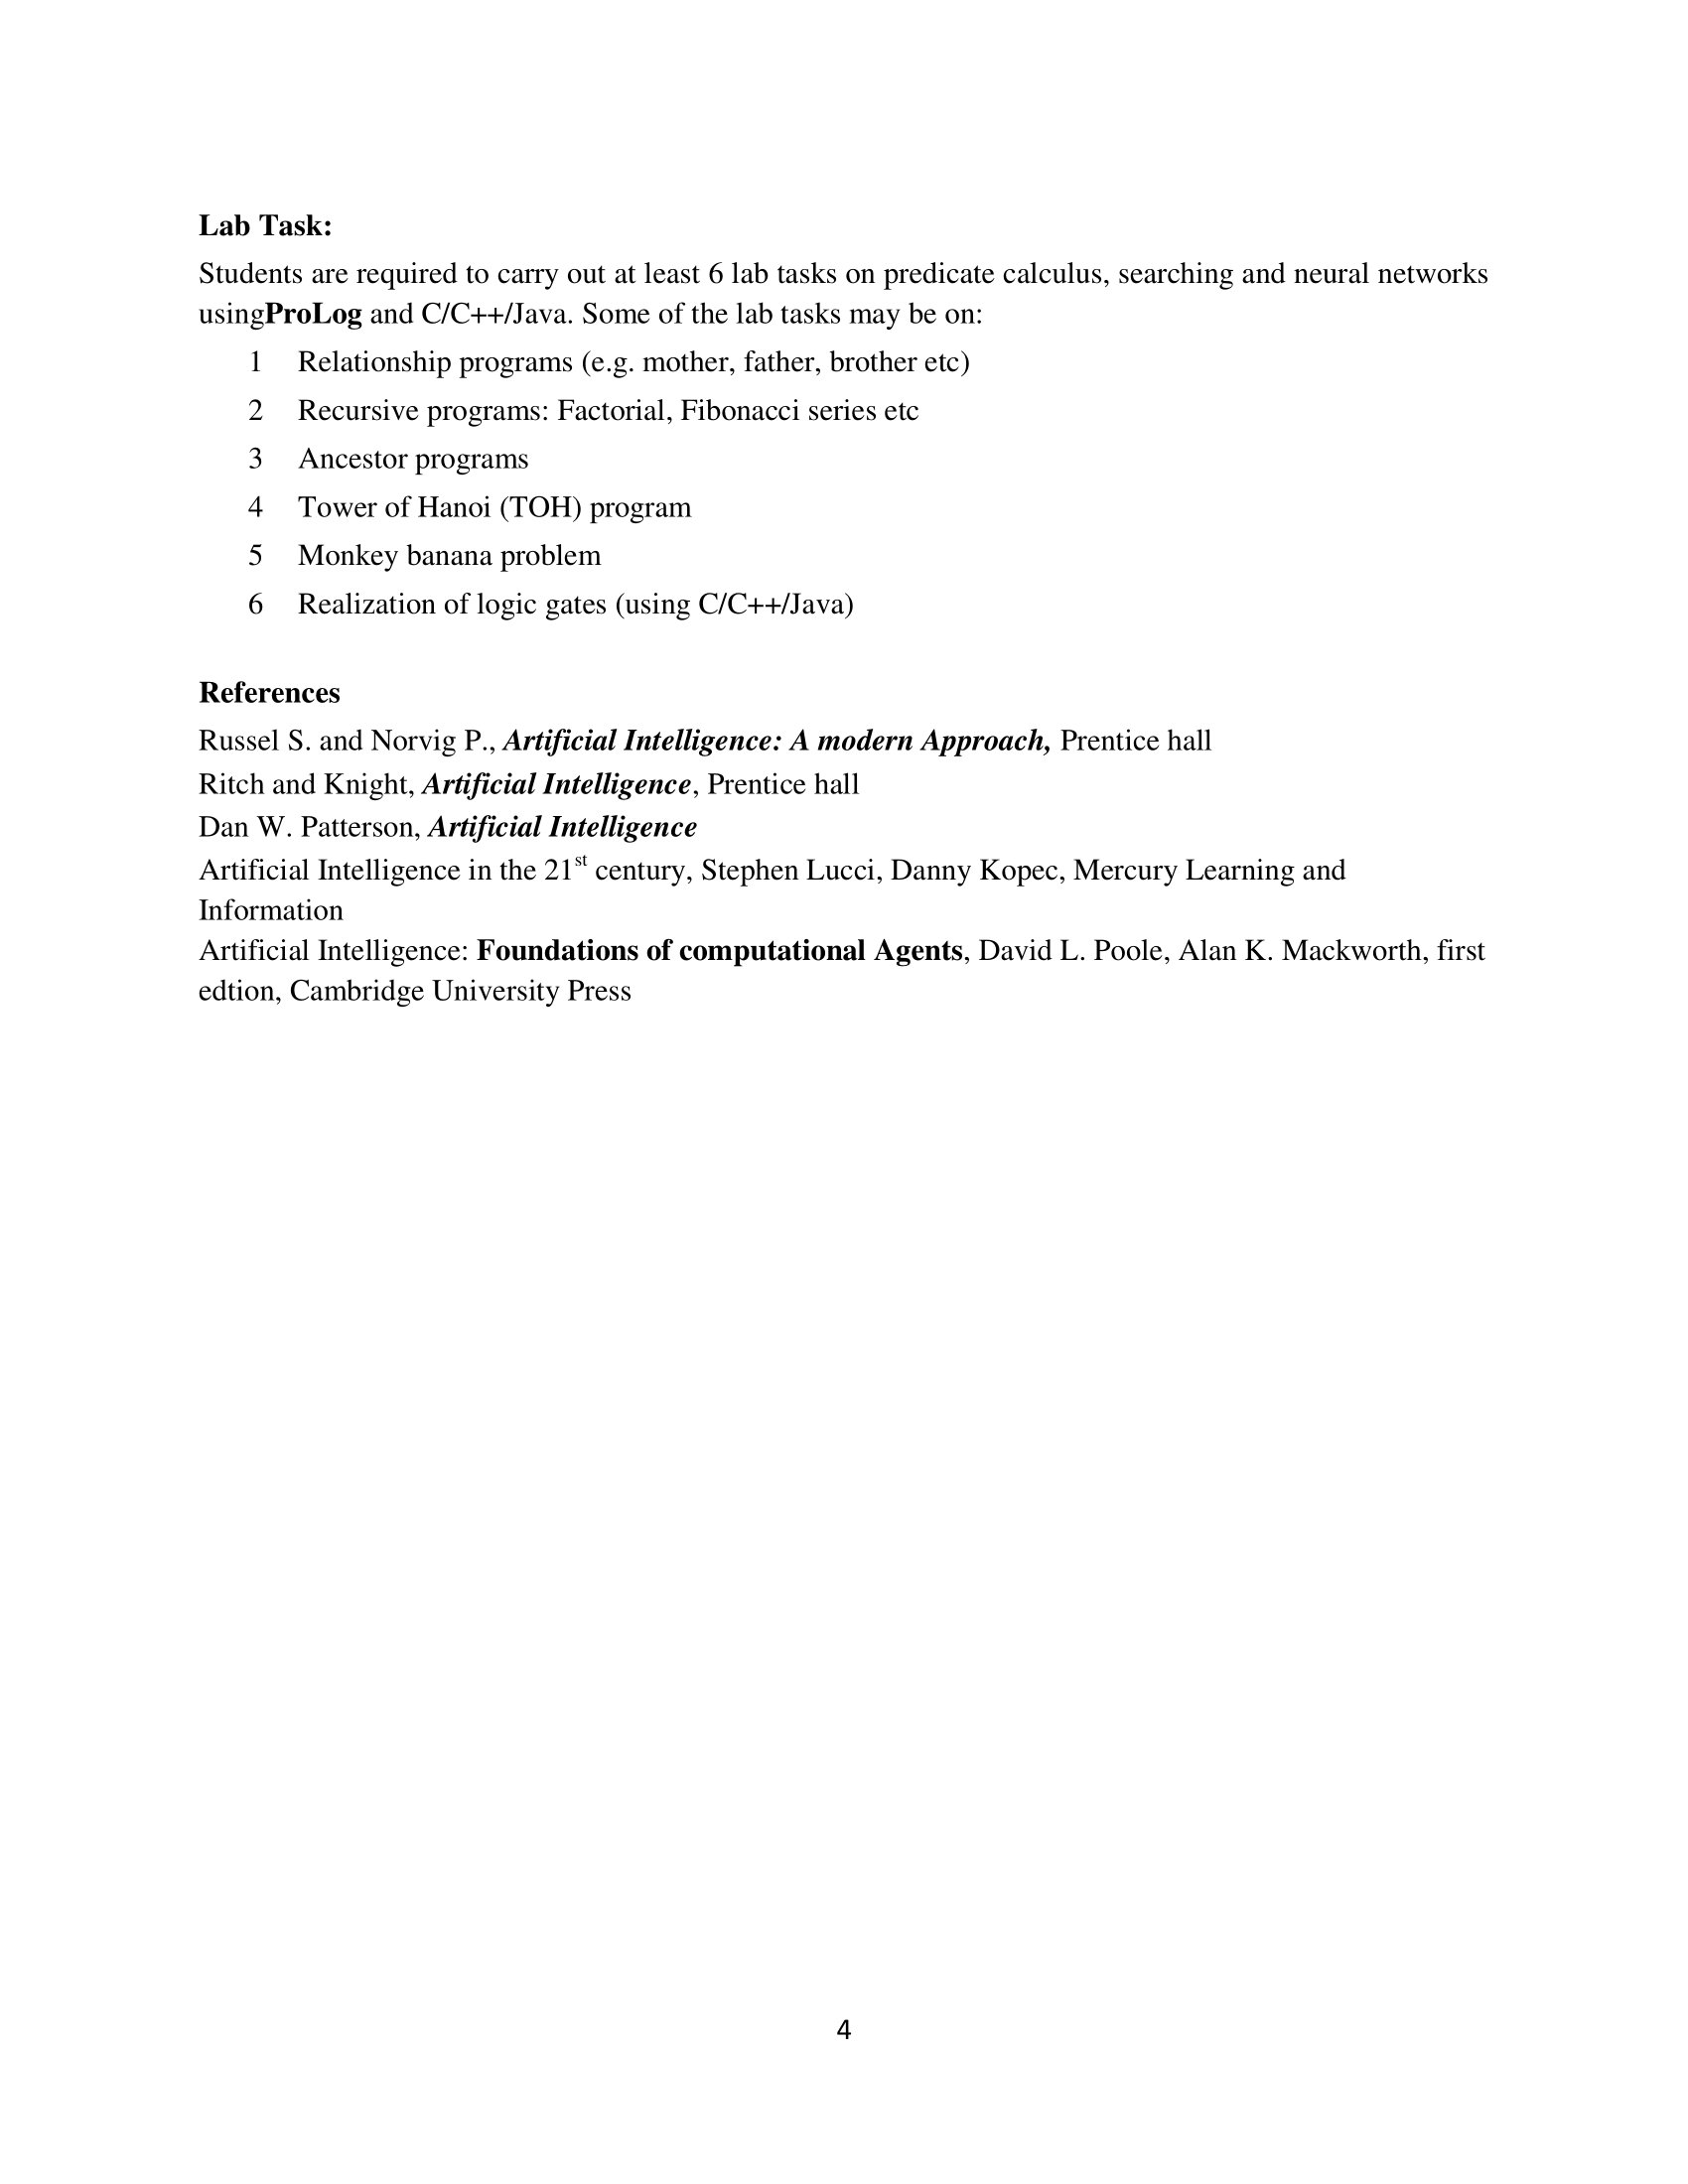 Lab Task:
Students are required to carry out at least 6 lab tasks on predicate calculus, searching and neural networks
usingProLog and C/C++/Java. Some of the lab tasks may be on:
1 Relationship programs (e.g. mother, father, brother etc)
2 Recursive programs: Factorial, Fibonacci series etc
3 Ancestor programs
4 Tower of Hanoi (TOH) program
5 Monkey banana problem
6 Realization of logic gates (using C/C++/Java)
References
Russel S. and Norvig P., Artificial Intelligence: A modern Approach, Prentice hall
Ritch and Knight, Artificial Intelligence, Prentice hall
Dan W. Patterson, Artificial Intelligence
Artificial Intelligence in the 21st century, Stephen Lucci, Danny Kopec, Mercury Learning and
Information
Artificial Intelligence: Foundations of computational Agents, David L. Poole, Alan K. Mackworth, first
edtion, Cambridge University Press
4